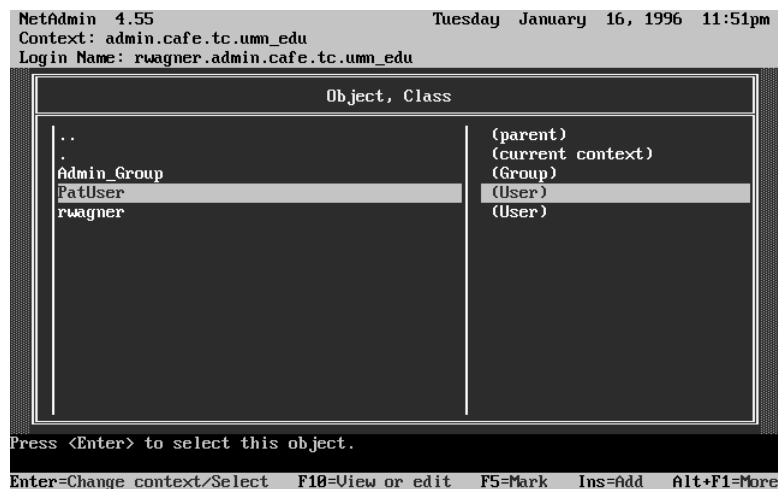 NetAdmin 4.55 Tuesday January 16, 1996 11:51pm
Context: admin.cafe.tc.umn_edu
Login Name: rwagner.admin.cafe.tc.umn_edu
Object, Class
.. (parent)
. (current context)
Admin_Group (Group)
PatUser (User)
rwagner (User)
Press <Enter> to select this object.
Enter=Change context/Select F10=View or edit F5=Mark Ins=Add Alt+F1=More